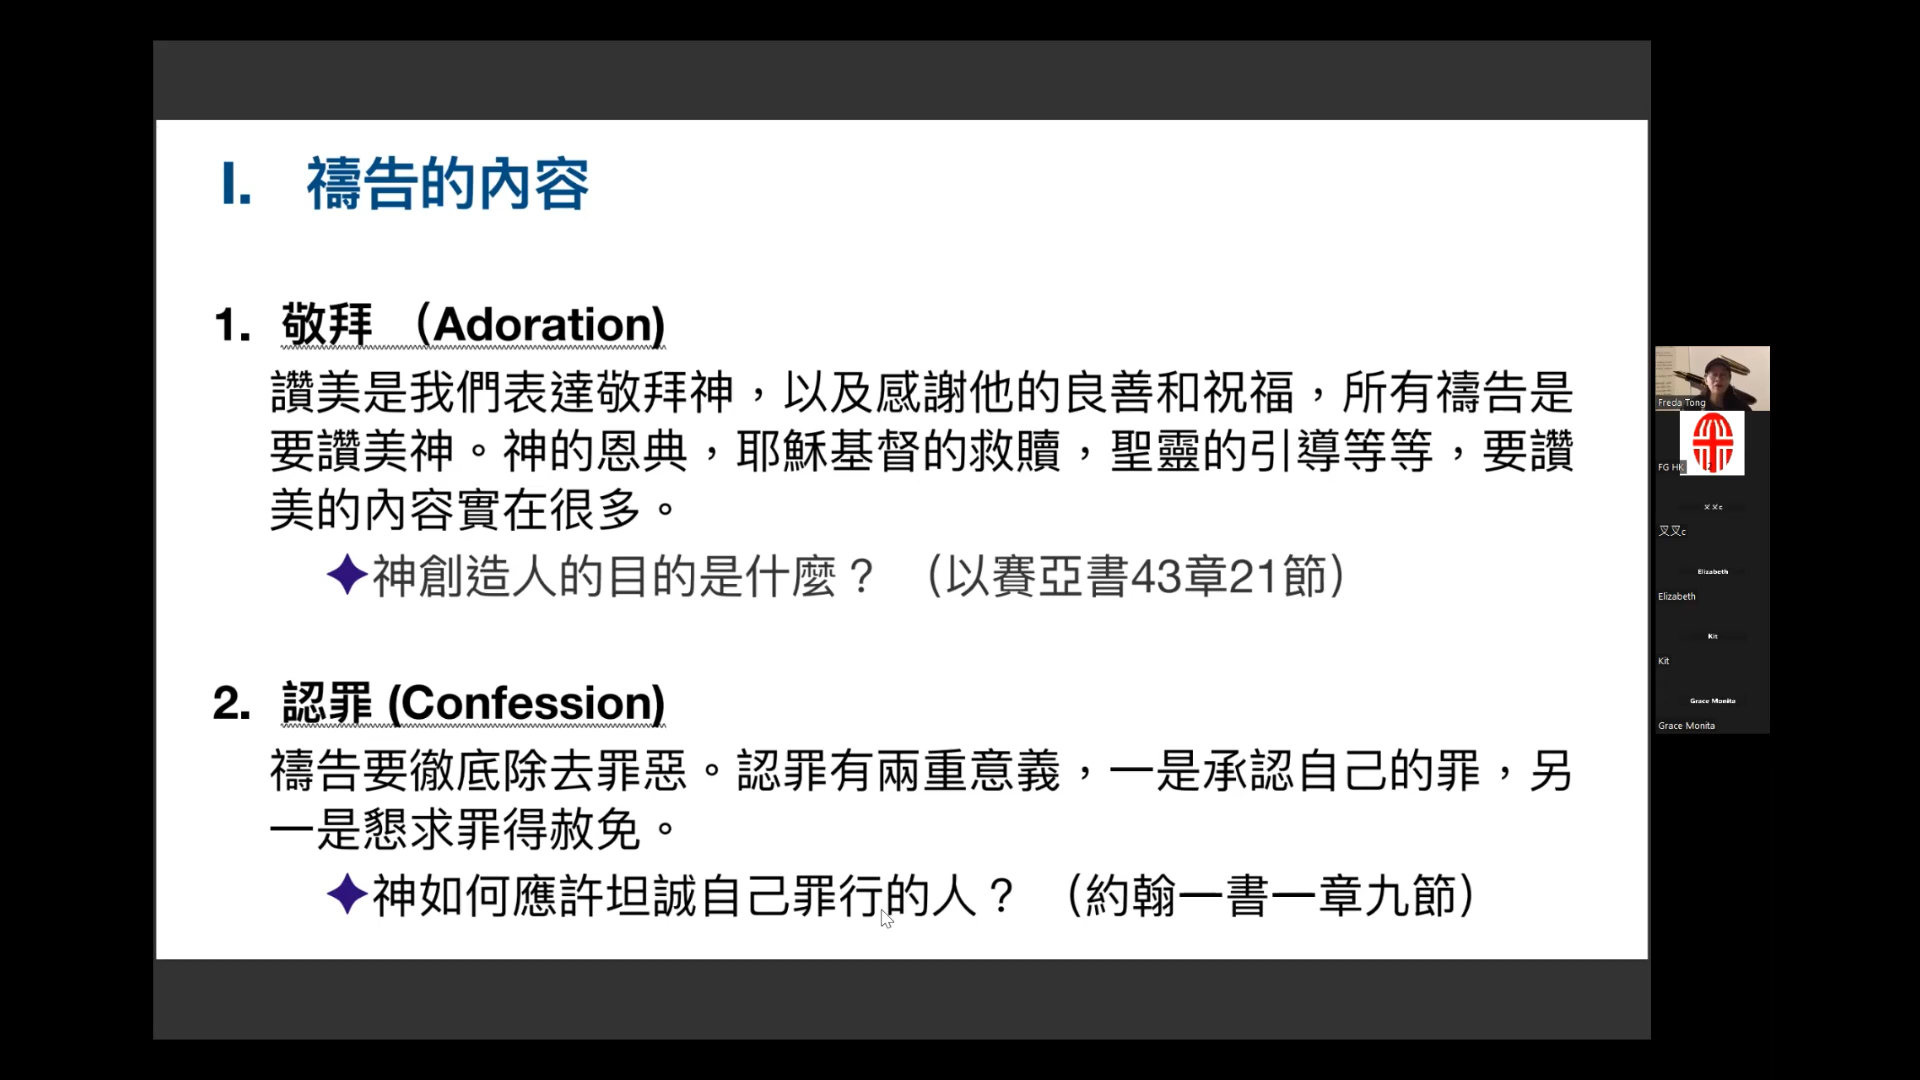 I. 禱告的內容
1. 敬拜 （Adoration)
讚美是我們表達敬拜神，以及感謝他的良善和祝福，所有禱告是
要讚美神。神的恩典，耶穌基督的救贖，聖靈的引導等等，要讚
美的內容實在很多。
✦神創造人的目的是什麼？ （以賽亞書43章21節）
2. 認罪 (Confession)
禱告要徹底除去罪惡。認罪有兩重意義，一是承認自己的罪，另
一是懇求罪得赦免。
✦神如何應許坦誠自己罪行的人？ （約翰一書一章九節）
Freda Tong
FG HK
叉叉c
叉叉c
Elizabeth
Elizabeth
Kit
Kit
Grace Monita
Grace Monita